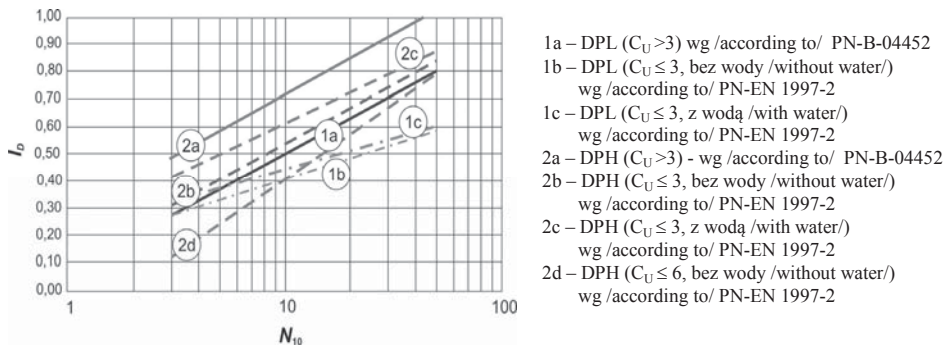 1,00
0,90
0,80
0,70
0,60
0,50
0,40
0,30
0,20
0,10
0,00
I_D
1 10 100
N₁₀
2c
2a
1a
1c
2b
1b
2d
1a – DPL (C_U >3) wg /according to/ PN-B-04452
1b – DPL (C_U ≤ 3, bez wody /without water/)
wg /according to/ PN-EN 1997-2
1c – DPL (C_U ≤ 3, z wodą /with water/)
wg /according to/ PN-EN 1997-2
2a – DPH (C_U >3) - wg /according to/ PN-B-04452
2b – DPH (C_U ≤ 3, bez wody /without water/)
wg /according to/ PN-EN 1997-2
2c – DPH (C_U ≤ 3, z wodą /with water/)
wg /according to/ PN-EN 1997-2
2d – DPH (C_U ≤ 6, bez wody /without water/)
wg /according to/ PN-EN 1997-2